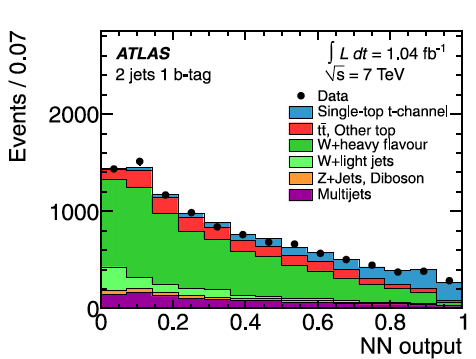 Events / 0.07
ATLAS
2 jets 1 b-tag
∫ L dt = 1.04 fb⁻¹
√s = 7 TeV
Data
Single-top t-channel
tt̄, Other top
W+heavy flavour
W+light jets
Z+Jets, Diboson
Multijets
2000
1000
0
0 0.2 0.4 0.6 0.8 1
NN output